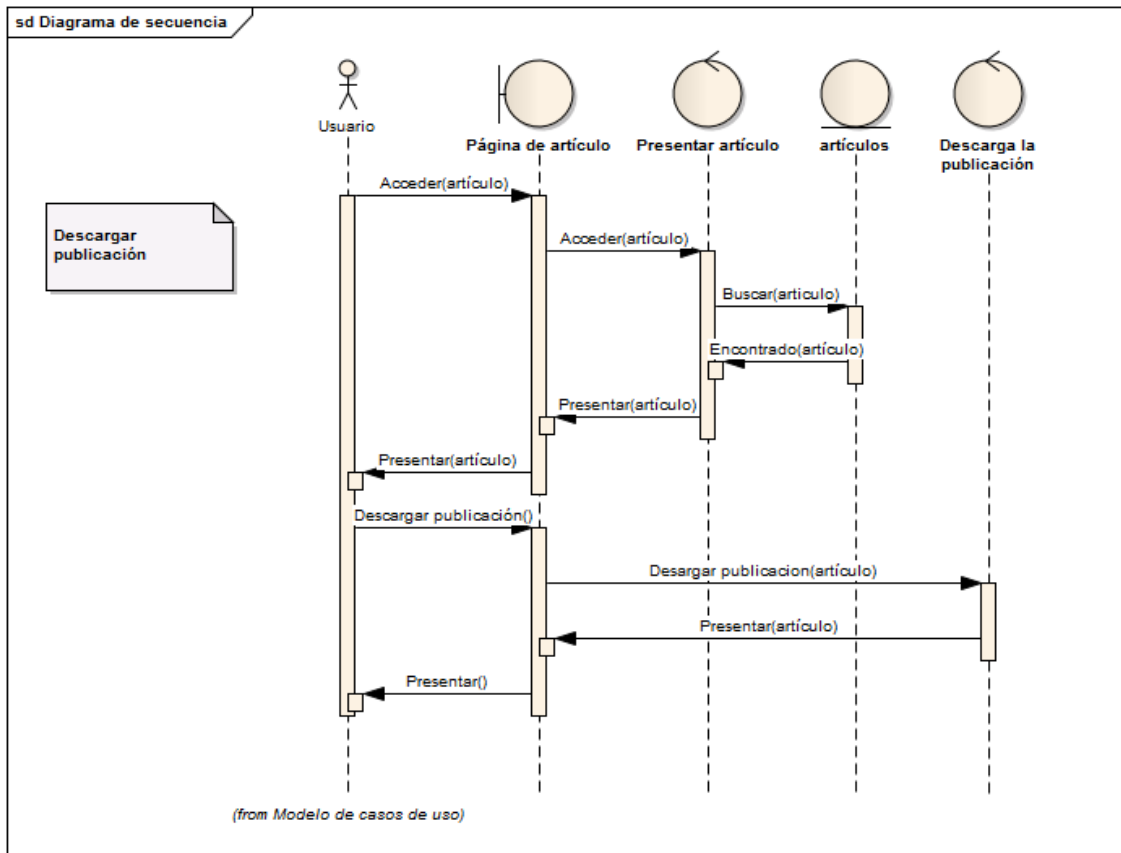 sd Diagrama de secuencia
Usuario
Página de artículo
Presentar artículo
artículos
Descarga la
publicación
Descargar
publicación
Acceder(artículo)
Acceder(artículo)
Buscar(articulo)
Encontrado(artículo)
Presentar(artículo)
Presentar(artículo)
Descargar publicación()
Desargar publicacion(artículo)
Presentar(artículo)
Presentar()
(from Modelo de casos de uso)